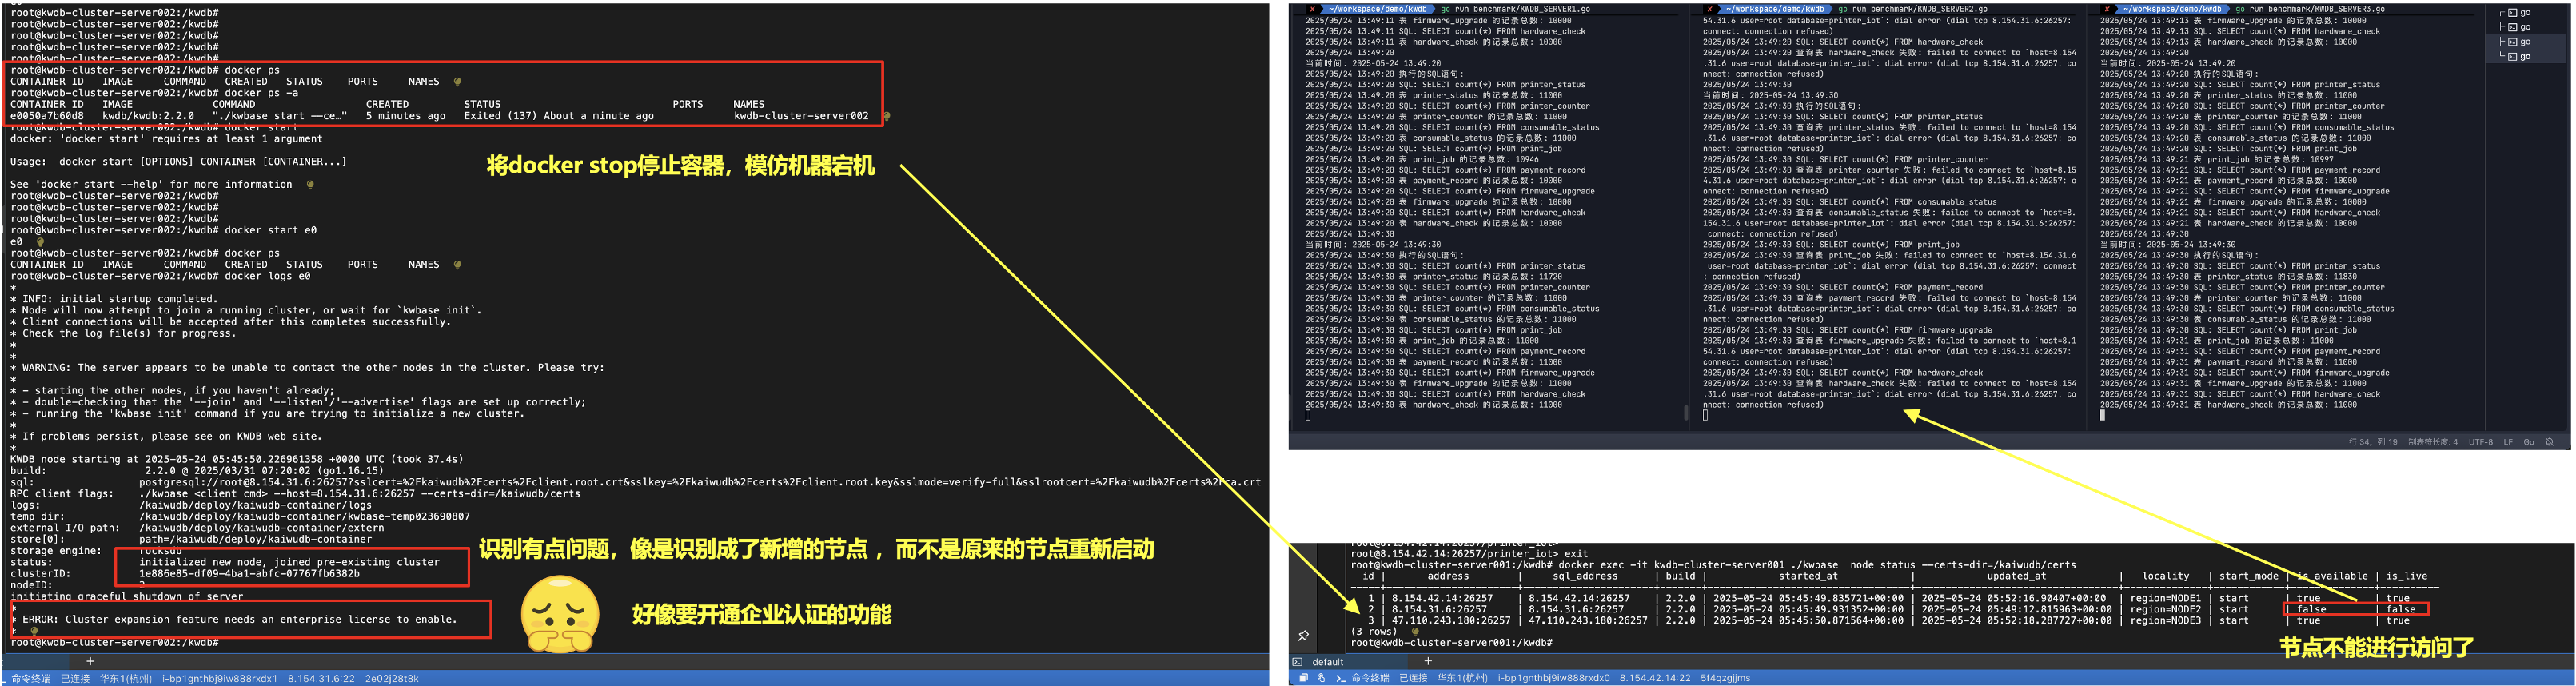 root@kwdb-cluster-server002:/kwdb#
root@kwdb-cluster-server002:/kwdb#
root@kwdb-cluster-server002:/kwdb#
root@kwdb-cluster-server002:/kwdb#
root@kwdb-cluster-server002:/kwdb# docker ps
CONTAINER ID IMAGE COMMAND CREATED STATUS PORTS NAMES
root@kwdb-cluster-server002:/kwdb# docker ps -a
CONTAINER ID IMAGE COMMAND CREATED STATUS PORTS NAMES
e0050a7b60d8 kwdb/kwdb:2.2.0 "./kwbase start --ce…" 5 minutes ago Exited (137) About a minute ago kwdb-cluster-server002
root@kwdb-cluster-server002:/kwdb# docker start
docker: 'docker start' requires at least 1 argument
Usage: docker start [OPTIONS] CONTAINER [CONTAINER...]
See 'docker start --help' for more information
root@kwdb-cluster-server002:/kwdb#
root@kwdb-cluster-server002:/kwdb#
root@kwdb-cluster-server002:/kwdb#
root@kwdb-cluster-server002:/kwdb# docker start e0
e0
root@kwdb-cluster-server002:/kwdb# docker ps
CONTAINER ID IMAGE COMMAND CREATED STATUS PORTS NAMES
root@kwdb-cluster-server002:/kwdb# docker logs e0
*
* INFO: initial startup completed.
* Node will now attempt to join a running cluster, or wait for `kwbase init`.
* Client connections will be accepted after this completes successfully.
* Check the log file(s) for progress.
*
*
* WARNING: The server appears to be unable to contact the other nodes in the cluster. Please try:
*
* - starting the other nodes, if you haven't already;
* - double-checking that the '--join' and '--listen'/'--advertise' flags are set up correctly;
* - running the 'kwbase init' command if you are trying to initialize a new cluster.
*
* If problems persist, please see on KWDB web site.
*
KWDB node starting at 2025-05-24 05:45:50.226961358 +0000 UTC (took 37.4s)
build: 2.2.0 @ 2025/03/31 07:20:02 (go1.16.15)
sql: postgresql://root@8.154.31.6:26257?sslcert=%2Fkaiwudb%2Fcerts%2Fclient.root.crt&sslkey=%2Fkaiwudb%2Fcerts%2Fclient.root.key&sslmode=verify-full&sslrootcert=%2Fkaiwudb%2Fcerts%2Fca.crt
RPC client flags: ./kwbase <client cmd> --host=8.154.31.6:26257 --certs-dir=/kaiwudb/certs
logs: /kaiwudb/deploy/kaiwudb-container/logs
temp dir: /kaiwudb/deploy/kaiwudb-container/kwbase-temp023690807
external I/O path: /kaiwudb/deploy/kaiwudb-container/extern
store[0]: path=/kaiwudb/deploy/kaiwudb-container
storage engine: rocksdb
status: initialized new node, joined pre-existing cluster
clusterID: 1e886e85-df09-4ba1-abfc-07767fb6382b
nodeID: 2
initiating graceful shutdown of server
*
* ERROR: Cluster expansion feature needs an enterprise license to enable.
*
root@kwdb-cluster-server002:/kwdb#
将docker stop停止容器，模仿机器宕机
识别有点问题，像是识别成了新增的节点 ，而不是原来的节点重新启动
好像要开通企业认证的功能
+
命令终端 已连接 华东1(杭州) i-bp1gnthbj9iw888rxdx1 8.154.31.6:22 2e02j28t8k
✘ ~/workspace/demo/kwdb go run benchmark/KWDB_SERVER1.go
2025/05/24 13:49:11 表 firmware_upgrade 的记录总数: 10000
2025/05/24 13:49:11 SQL: SELECT count(*) FROM hardware_check
2025/05/24 13:49:11 表 hardware_check 的记录总数: 10000
2025/05/24 13:49:20
当前时间: 2025-05-24 13:49:20
2025/05/24 13:49:20 执行的SQL语句:
2025/05/24 13:49:20 SQL: SELECT count(*) FROM printer_status
2025/05/24 13:49:20 表 printer_status 的记录总数: 11000
2025/05/24 13:49:20 SQL: SELECT count(*) FROM printer_counter
2025/05/24 13:49:20 表 printer_counter 的记录总数: 11000
2025/05/24 13:49:20 SQL: SELECT count(*) FROM consumable_status
2025/05/24 13:49:20 表 consumable_status 的记录总数: 11000
2025/05/24 13:49:20 SQL: SELECT count(*) FROM print_job
2025/05/24 13:49:20 表 print_job 的记录总数: 10946
2025/05/24 13:49:20 SQL: SELECT count(*) FROM payment_record
2025/05/24 13:49:20 表 payment_record 的记录总数: 10000
2025/05/24 13:49:20 SQL: SELECT count(*) FROM firmware_upgrade
2025/05/24 13:49:20 表 firmware_upgrade 的记录总数: 10000
2025/05/24 13:49:20 SQL: SELECT count(*) FROM hardware_check
2025/05/24 13:49:20 表 hardware_check 的记录总数: 10000
2025/05/24 13:49:30
当前时间: 2025-05-24 13:49:30
2025/05/24 13:49:30 执行的SQL语句:
2025/05/24 13:49:30 SQL: SELECT count(*) FROM printer_status
2025/05/24 13:49:30 表 printer_status 的记录总数: 11720
2025/05/24 13:49:30 SQL: SELECT count(*) FROM printer_counter
2025/05/24 13:49:30 表 printer_counter 的记录总数: 11000
2025/05/24 13:49:30 SQL: SELECT count(*) FROM consumable_status
2025/05/24 13:49:30 表 consumable_status 的记录总数: 11000
2025/05/24 13:49:30 SQL: SELECT count(*) FROM print_job
2025/05/24 13:49:30 表 print_job 的记录总数: 11000
2025/05/24 13:49:30 SQL: SELECT count(*) FROM payment_record
2025/05/24 13:49:30 表 payment_record 的记录总数: 11000
2025/05/24 13:49:30 SQL: SELECT count(*) FROM firmware_upgrade
2025/05/24 13:49:30 表 firmware_upgrade 的记录总数: 11000
2025/05/24 13:49:30 SQL: SELECT count(*) FROM hardware_check
2025/05/24 13:49:30 表 hardware_check 的记录总数: 11000
✘ ~/workspace/demo/kwdb go run benchmark/KWDB_SERVER2.go
54.31.6 user=root database=printer_iot`: dial error (dial tcp 8.154.31.6:26257:
connect: connection refused)
2025/05/24 13:49:20 SQL: SELECT count(*) FROM hardware_check
2025/05/24 13:49:20 查询表 hardware_check 失败: failed to connect to `host=8.154
.31.6 user=root database=printer_iot`: dial error (dial tcp 8.154.31.6:26257: co
nnect: connection refused)
2025/05/24 13:49:30
当前时间: 2025-05-24 13:49:30
2025/05/24 13:49:30 执行的SQL语句:
2025/05/24 13:49:30 SQL: SELECT count(*) FROM printer_status
2025/05/24 13:49:30 查询表 printer_status 失败: failed to connect to `host=8.154
.31.6 user=root database=printer_iot`: dial error (dial tcp 8.154.31.6:26257: co
nnect: connection refused)
2025/05/24 13:49:30 SQL: SELECT count(*) FROM printer_counter
2025/05/24 13:49:30 查询表 printer_counter 失败: failed to connect to `host=8.15
4.31.6 user=root database=printer_iot`: dial error (dial tcp 8.154.31.6:26257: c
onnect: connection refused)
2025/05/24 13:49:30 SQL: SELECT count(*) FROM consumable_status
2025/05/24 13:49:30 查询表 consumable_status 失败: failed to connect to `host=8.
154.31.6 user=root database=printer_iot`: dial error (dial tcp 8.154.31.6:26257:
connect: connection refused)
2025/05/24 13:49:30 SQL: SELECT count(*) FROM print_job
2025/05/24 13:49:30 查询表 print_job 失败: failed to connect to `host=8.154.31.6
user=root database=printer_iot`: dial error (dial tcp 8.154.31.6:26257: connect
: connection refused)
2025/05/24 13:49:30 SQL: SELECT count(*) FROM payment_record
2025/05/24 13:49:30 查询表 payment_record 失败: failed to connect to `host=8.154
.31.6 user=root database=printer_iot`: dial error (dial tcp 8.154.31.6:26257: co
nnect: connection refused)
2025/05/24 13:49:30 SQL: SELECT count(*) FROM firmware_upgrade
2025/05/24 13:49:30 查询表 firmware_upgrade 失败: failed to connect to `host=8.1
54.31.6 user=root database=printer_iot`: dial error (dial tcp 8.154.31.6:26257:
connect: connection refused)
2025/05/24 13:49:30 SQL: SELECT count(*) FROM hardware_check
2025/05/24 13:49:30 查询表 hardware_check 失败: failed to connect to `host=8.154
.31.6 user=root database=printer_iot`: dial error (dial tcp 8.154.31.6:26257: co
nnect: connection refused)
✘ ~/workspace/demo/kwdb go run benchmark/KWDB_SERVER3.go
2025/05/24 13:49:13 表 firmware_upgrade 的记录总数: 10000
2025/05/24 13:49:13 SQL: SELECT count(*) FROM hardware_check
2025/05/24 13:49:13 表 hardware_check 的记录总数: 10000
2025/05/24 13:49:20
当前时间: 2025-05-24 13:49:20
2025/05/24 13:49:20 执行的SQL语句:
2025/05/24 13:49:20 SQL: SELECT count(*) FROM printer_status
2025/05/24 13:49:20 表 printer_status 的记录总数: 11000
2025/05/24 13:49:20 SQL: SELECT count(*) FROM printer_counter
2025/05/24 13:49:20 表 printer_counter 的记录总数: 11000
2025/05/24 13:49:20 SQL: SELECT count(*) FROM consumable_status
2025/05/24 13:49:20 表 consumable_status 的记录总数: 11000
2025/05/24 13:49:20 SQL: SELECT count(*) FROM print_job
2025/05/24 13:49:21 表 print_job 的记录总数: 10997
2025/05/24 13:49:21 SQL: SELECT count(*) FROM payment_record
2025/05/24 13:49:21 表 payment_record 的记录总数: 10000
2025/05/24 13:49:21 SQL: SELECT count(*) FROM firmware_upgrade
2025/05/24 13:49:21 表 firmware_upgrade 的记录总数: 10000
2025/05/24 13:49:21 SQL: SELECT count(*) FROM hardware_check
2025/05/24 13:49:21 表 hardware_check 的记录总数: 10000
2025/05/24 13:49:30
当前时间: 2025-05-24 13:49:30
2025/05/24 13:49:30 执行的SQL语句:
2025/05/24 13:49:30 SQL: SELECT count(*) FROM printer_status
2025/05/24 13:49:30 表 printer_status 的记录总数: 11830
2025/05/24 13:49:30 SQL: SELECT count(*) FROM printer_counter
2025/05/24 13:49:30 表 printer_counter 的记录总数: 11000
2025/05/24 13:49:30 SQL: SELECT count(*) FROM consumable_status
2025/05/24 13:49:30 表 consumable_status 的记录总数: 11000
2025/05/24 13:49:30 SQL: SELECT count(*) FROM print_job
2025/05/24 13:49:31 表 print_job 的记录总数: 11000
2025/05/24 13:49:31 SQL: SELECT count(*) FROM payment_record
2025/05/24 13:49:31 表 payment_record 的记录总数: 11000
2025/05/24 13:49:31 SQL: SELECT count(*) FROM firmware_upgrade
2025/05/24 13:49:31 表 firmware_upgrade 的记录总数: 11000
2025/05/24 13:49:31 SQL: SELECT count(*) FROM hardware_check
2025/05/24 13:49:31 表 hardware_check 的记录总数: 11000
go
go
go
go
行 34，列 19 制表符长度: 4 UTF-8 LF Go
root@8.154.42.14:26257/printer_iot>
root@8.154.42.14:26257/printer_iot> exit
root@kwdb-cluster-server001:/kwdb# docker exec -it kwdb-cluster-server001 ./kwbase node status --certs-dir=/kaiwudb/certs
id | address | sql_address | build | started_at | updated_at | locality | start_mode | is_available | is_live
1 | 8.154.42.14:26257 | 8.154.42.14:26257 | 2.2.0 | 2025-05-24 05:45:49.835721+00:00 | 2025-05-24 05:52:16.90407+00:00 | region=NODE1 | start | true | true
2 | 8.154.31.6:26257 | 8.154.31.6:26257 | 2.2.0 | 2025-05-24 05:45:49.931352+00:00 | 2025-05-24 05:49:12.815963+00:00 | region=NODE2 | start | false | false
3 | 47.110.243.180:26257 | 47.110.243.180:26257 | 2.2.0 | 2025-05-24 05:45:50.871564+00:00 | 2025-05-24 05:52:18.287727+00:00 | region=NODE3 | start | true | true
(3 rows)
root@kwdb-cluster-server001:/kwdb#
节点不能进行访问了
default +
命令终端 已连接 华东1(杭州) i-bp1gnthbj9iw888rxdx0 8.154.42.14:22 5f4qzgjjms